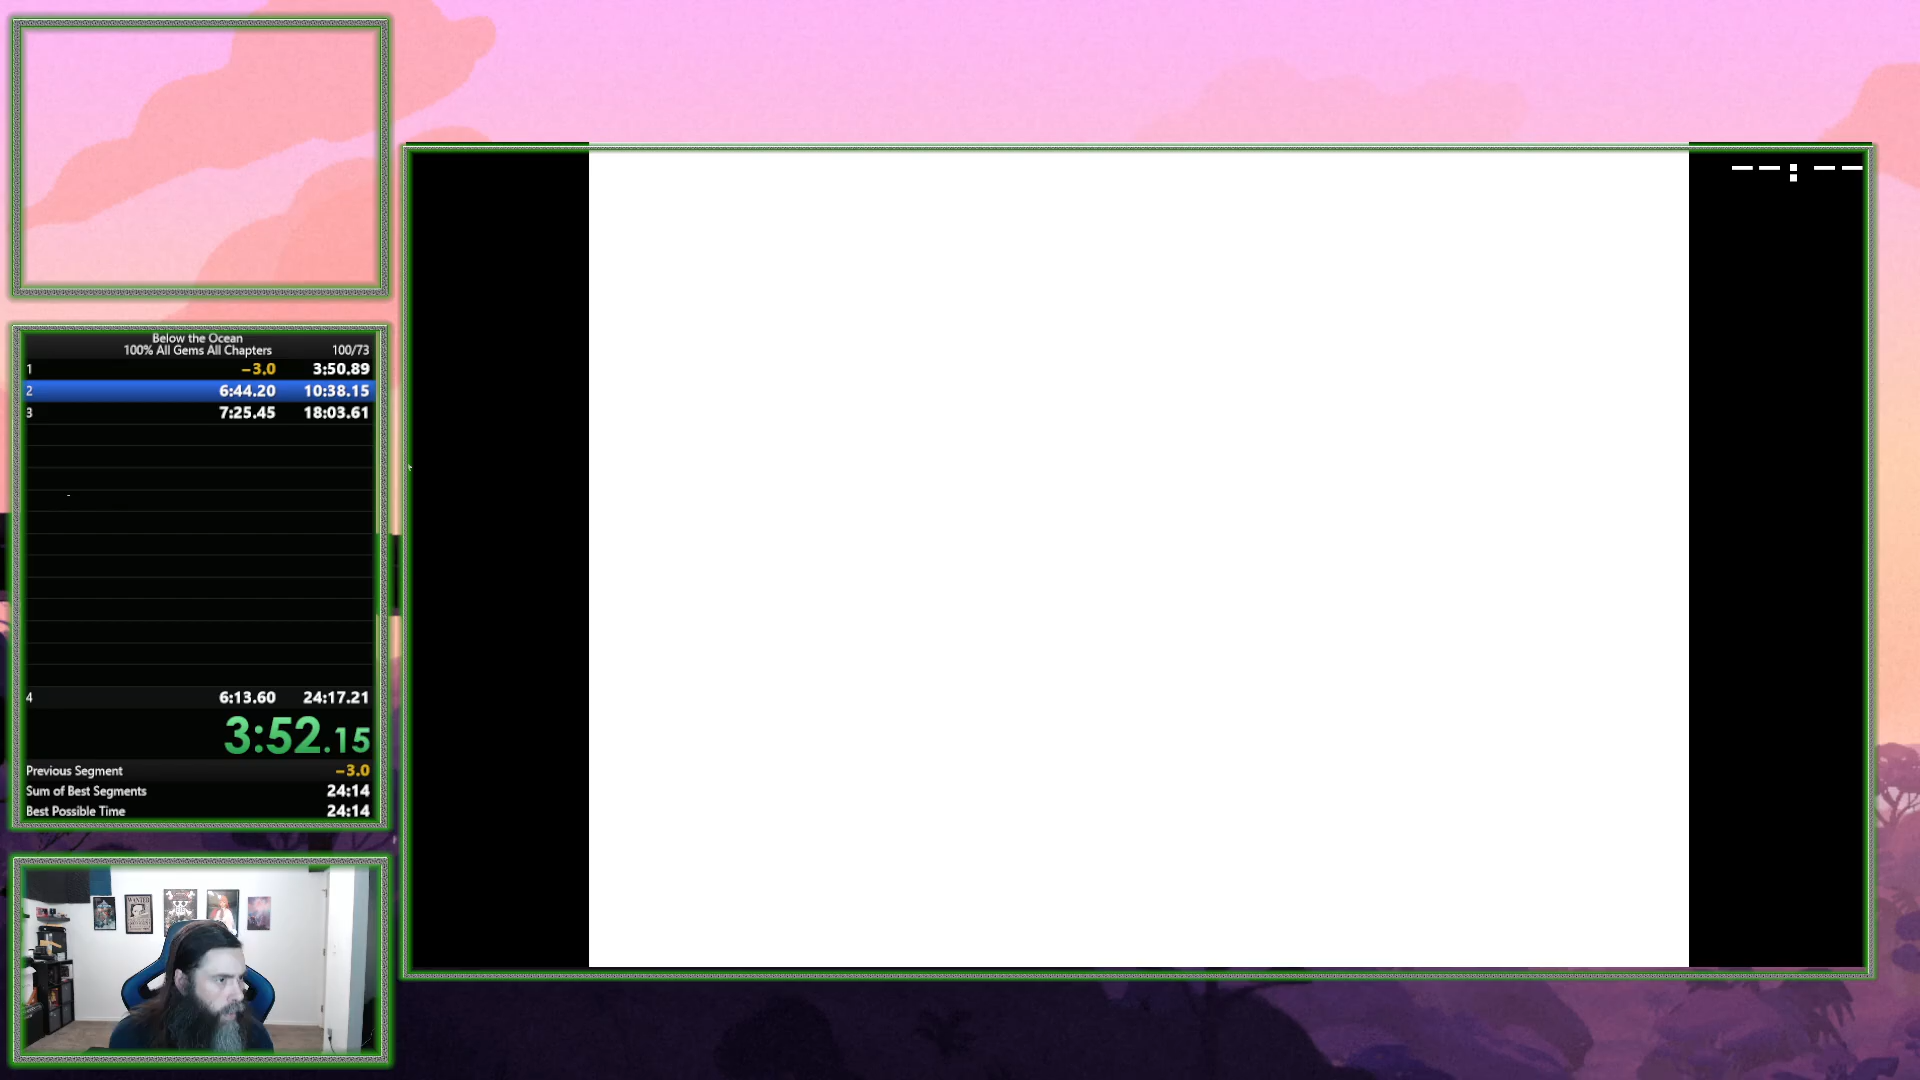 Below the Ocean
100% All Gems All Chapters 100/73
1 −3.0 3:50.89
2 6:44.20 10:38.15
3 7:25.45 18:03.61
-
4 6:13.60 24:17.21
3:52.15
Previous Segment −3.0
Sum of Best Segments 24:14
Best Possible Time 24:14
--:--
WANTED